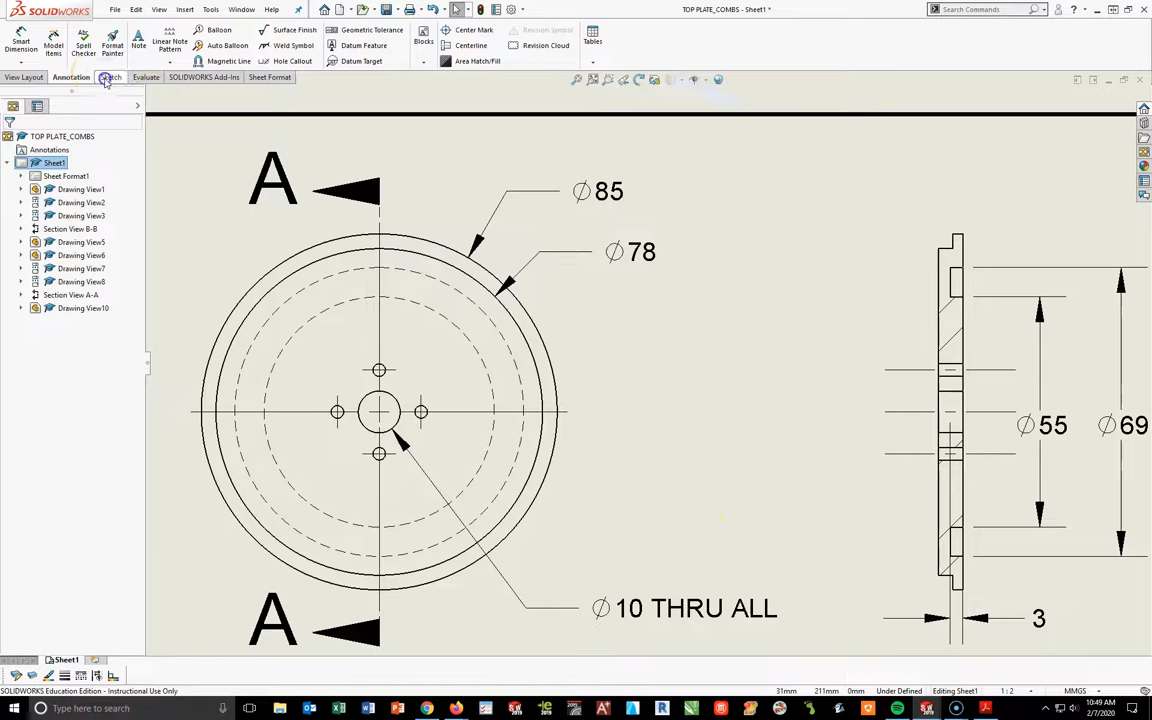 SOLIDWORKS File Edit View Insert Tools Window Help TOP PLATE_COMBS - Sheet1 * Search Commands
Smart Dimension
Model Items
Spell Checker
Format Painter
Note
Linear Note Pattern
Balloon
Auto Balloon
Magnetic Line
Surface Finish
Weld Symbol
Hole Callout
Geometric Tolerance
Datum Feature
Datum Target
Blocks
Center Mark
Centerline
Area Hatch/Fill
Revision Symbol
Revision Cloud
Tables
View Layout Annotation Sketch Evaluate SOLIDWORKS Add-Ins Sheet Format
TOP PLATE_COMBS
Annotations
Sheet1
Sheet Format1
Drawing View1
Drawing View2
Drawing View3
Section View B-B
Drawing View5
Drawing View6
Drawing View7
Drawing View8
Section View A-A
Drawing View10
A
∅85
∅78
∅55 ∅69
A
∅10 THRU ALL
3
Sheet1
SOLIDWORKS Education Edition - Instructional Use Only 31mm 211mm 0mm Under Defined Editing Sheet1 1 : 2 MMGS
Type here to search
10:49 AM
2/7/2020